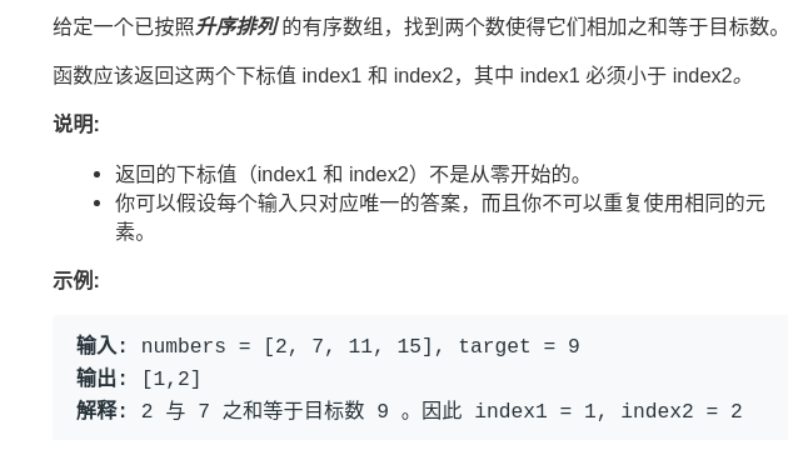 给定一个已按照升序排列 的有序数组，找到两个数使得它们相加之和等于目标数。
函数应该返回这两个下标值 index1 和 index2，其中 index1 必须小于 index2。
说明:
返回的下标值（index1 和 index2）不是从零开始的。
你可以假设每个输入只对应唯一的答案，而且你不可以重复使用相同的元
素。
示例:
输入: numbers = [2, 7, 11, 15], target = 9
输出: [1,2]
解释: 2 与 7 之和等于目标数 9 。因此 index1 = 1, index2 = 2